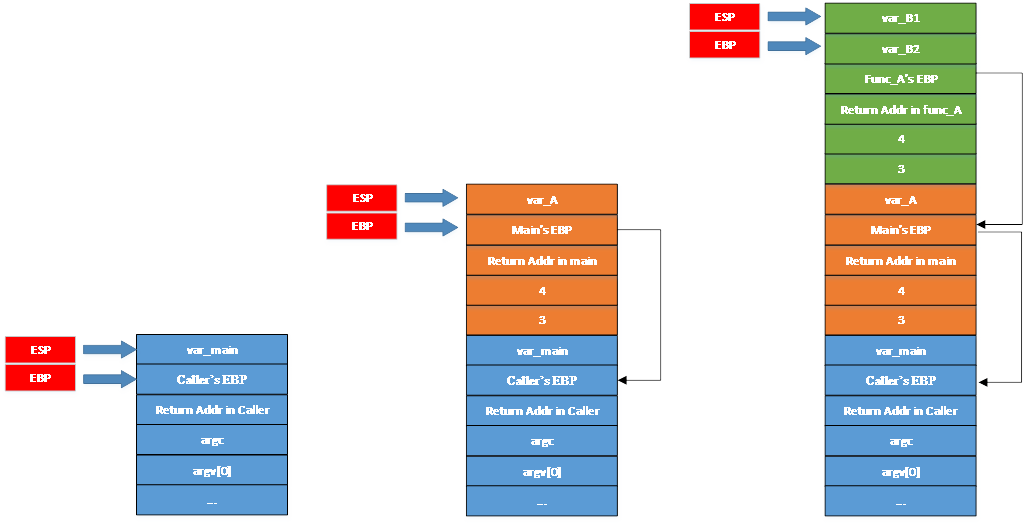 ESP
EBP
var_main
Caller's EBP
Return Addr in Caller
argc
argv[0]
...
ESP
EBP
var_A
Main's EBP
Return Addr in main
4
3
var_main
Caller's EBP
Return Addr in Caller
argc
argv[0]
...
ESP
EBP
var_B1
var_B2
Func_A's EBP
Return Addr in func_A
4
3
var_A
Main's EBP
Return Addr in main
4
3
var_main
Caller's EBP
Return Addr in Caller
argc
argv[0]
...